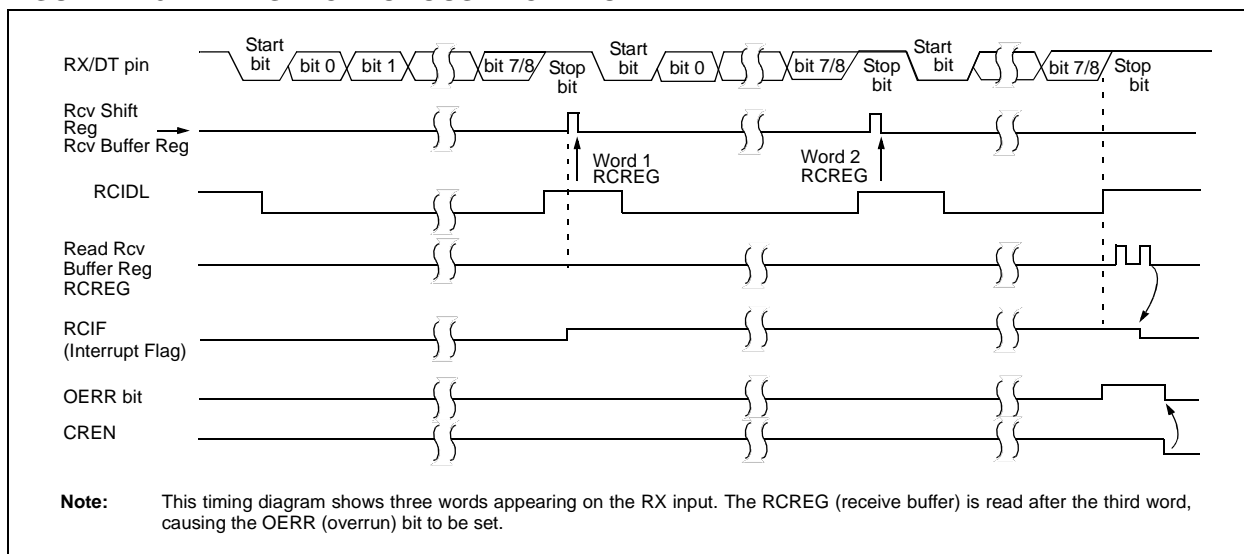 Start bit
bit 0
bit 1
bit 7/8
Stop bit
Start bit
bit 0
bit 7/8
Stop bit
Start bit
bit 7/8
Stop bit
RX/DT pin
Rcv Shift
Reg
Rcv Buffer Reg
Word 1
RCREG
Word 2
RCREG
RCIDL
Read Rcv
Buffer Reg
RCREG
RCIF
(Interrupt Flag)
OERR bit
CREN
Note: This timing diagram shows three words appearing on the RX input. The RCREG (receive buffer) is read after the third word,
causing the OERR (overrun) bit to be set.